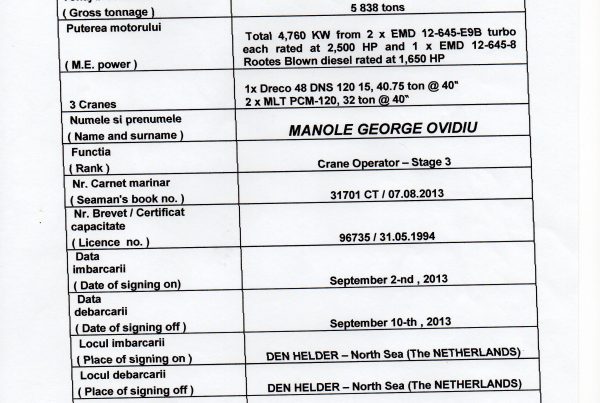 ( Gross tonnage)
5 838 tons
Puterea motorului
( M.E. power )
Total 4,760 KW from 2 x EMD 12-645-E9B turbo
each rated at 2,500 HP and 1 x EMD 12-645-8
Rootes Blown diesel rated at 1,650 HP
3 Cranes
1x Dreco 48 DNS 120 15, 40.75 ton @ 40"
2 x MLT PCM-120, 32 ton @ 40"
Numele si prenumele
( Name and surname )
MANOLE GEORGE OVIDIU
Functia
( Rank )
Crane Operator – Stage 3
Nr. Carnet marinar
( Seaman's book no. )
31701 CT / 07.08.2013
Nr. Brevet / Certificat
capacitate
( Licence no. )
96735 / 31.05.1994
Data
imbarcarii
( Date of signing on)
September 2-nd , 2013
Data
debarcarii
( Date of signing off )
September 10-th , 2013
Locul imbarcarii
( Place of signing on )
DEN HELDER – North Sea (The NETHERLANDS)
Locul debarcarii
( Place of signing off )
DEN HELDER – North Sea (The NETHERLANDS)